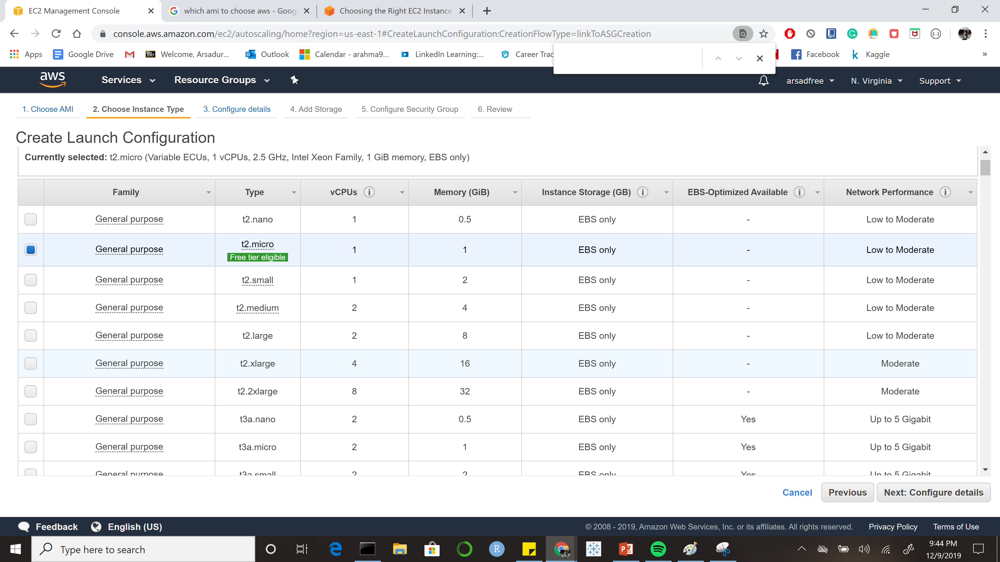 EC2 Management Console
which ami to choose aws - Goog
Choosing the Right EC2 Instance
console.aws.amazon.com/ec2/autoscaling/home?region=us-east-1#CreateLaunchConfiguration:CreationFlowType=linkToASGCreation
Apps Google Drive Bb Welcome, Arsadur... Outlook Calendar - arahma9... LinkedIn Learning:... Career Trac Facebook Kaggle
aws Services Resource Groups arsadfree N. Virginia Support
1. Choose AMI 2. Choose Instance Type 3. Configure details 4. Add Storage 5. Configure Security Group 6. Review
Create Launch Configuration
Currently selected: t2.micro (Variable ECUs, 1 vCPUs, 2.5 GHz, Intel Xeon Family, 1 GiB memory, EBS only)
Family Type vCPUs Memory (GiB) Instance Storage (GB) EBS-Optimized Available Network Performance
General purpose t2.nano 1 0.5 EBS only - Low to Moderate
General purpose t2.micro 1 1 EBS only - Low to Moderate
Free tier eligible
General purpose t2.small 1 2 EBS only - Low to Moderate
General purpose t2.medium 2 4 EBS only - Low to Moderate
General purpose t2.large 2 8 EBS only - Low to Moderate
General purpose t2.xlarge 4 16 EBS only - Moderate
General purpose t2.2xlarge 8 32 EBS only - Moderate
General purpose t3a.nano 2 0.5 EBS only Yes Up to 5 Gigabit
General purpose t3a.micro 2 1 EBS only Yes Up to 5 Gigabit
General purpose t3a.small 2 2 EBS only Yes Up to 5 Gigabit
Cancel Previous Next: Configure details
Feedback English (US) © 2008 - 2019, Amazon Web Services, Inc. or its affiliates. All rights reserved. Privacy Policy Terms of Use
Type here to search
9:44 PM
12/9/2019